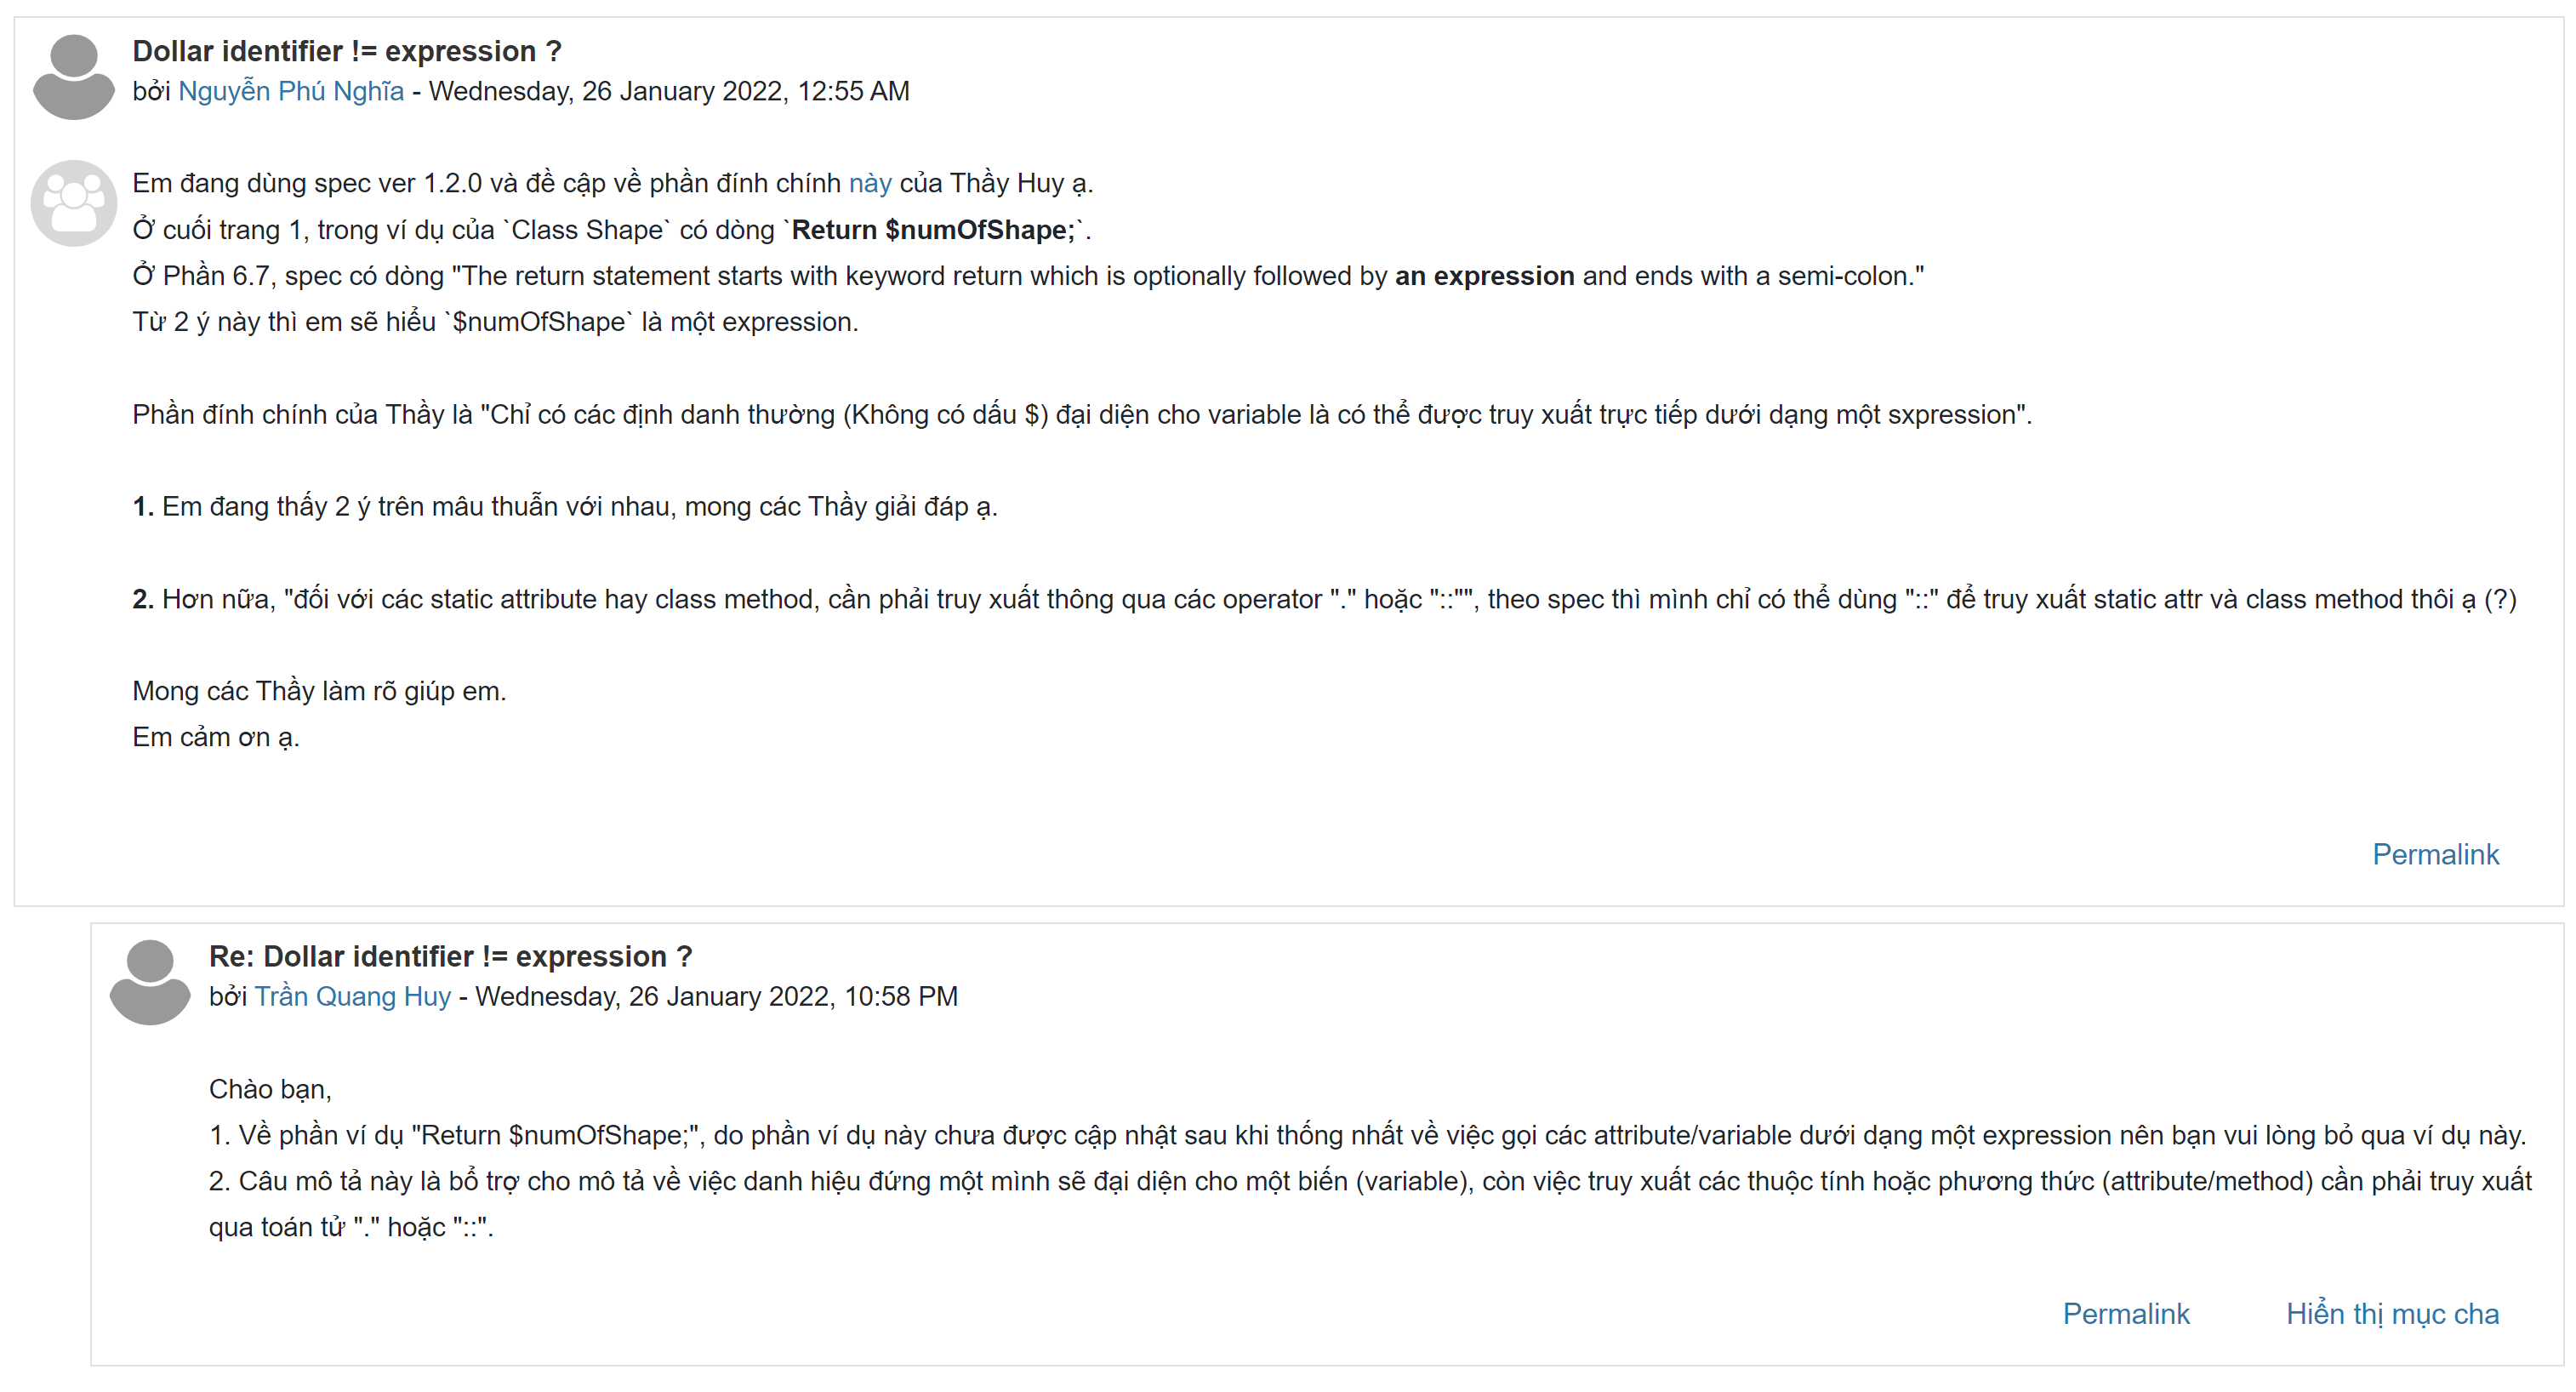 Dollar identifier != expression ?
bởi Nguyễn Phú Nghĩa - Wednesday, 26 January 2022, 12:55 AM
Em đang dùng spec ver 1.2.0 và đề cập về phần đính chính này của Thầy Huy ạ.
Ở cuối trang 1, trong ví dụ của `Class Shape` có dòng `Return $numOfShape;`.
Ở Phần 6.7, spec có dòng "The return statement starts with keyword return which is optionally followed by an expression and ends with a semi-colon."
Từ 2 ý này thì em sẽ hiểu `$numOfShape` là một expression.
Phần đính chính của Thầy là "Chỉ có các định danh thường (Không có dấu $) đại diện cho variable là có thể được truy xuất trực tiếp dưới dạng một sxpression".
1. Em đang thấy 2 ý trên mâu thuẫn với nhau, mong các Thầy giải đáp ạ.
2. Hơn nữa, "đối với các static attribute hay class method, cần phải truy xuất thông qua các operator "." hoặc "::"", theo spec thì mình chỉ có thể dùng "::" để truy xuất static attr và class method thôi ạ (?)
Mong các Thầy làm rõ giúp em.
Em cảm ơn ạ.
Permalink
Re: Dollar identifier != expression ?
bởi Trần Quang Huy - Wednesday, 26 January 2022, 10:58 PM
Chào bạn,
1. Về phần ví dụ "Return $numOfShape;", do phần ví dụ này chưa được cập nhật sau khi thống nhất về việc gọi các attribute/variable dưới dạng một expression nên bạn vui lòng bỏ qua ví dụ này.
2. Câu mô tả này là bổ trợ cho mô tả về việc danh hiệu đứng một mình sẽ đại diện cho một biến (variable), còn việc truy xuất các thuộc tính hoặc phương thức (attribute/method) cần phải truy xuất
qua toán tử "." hoặc "::".
Permalink Hiển thị mục cha